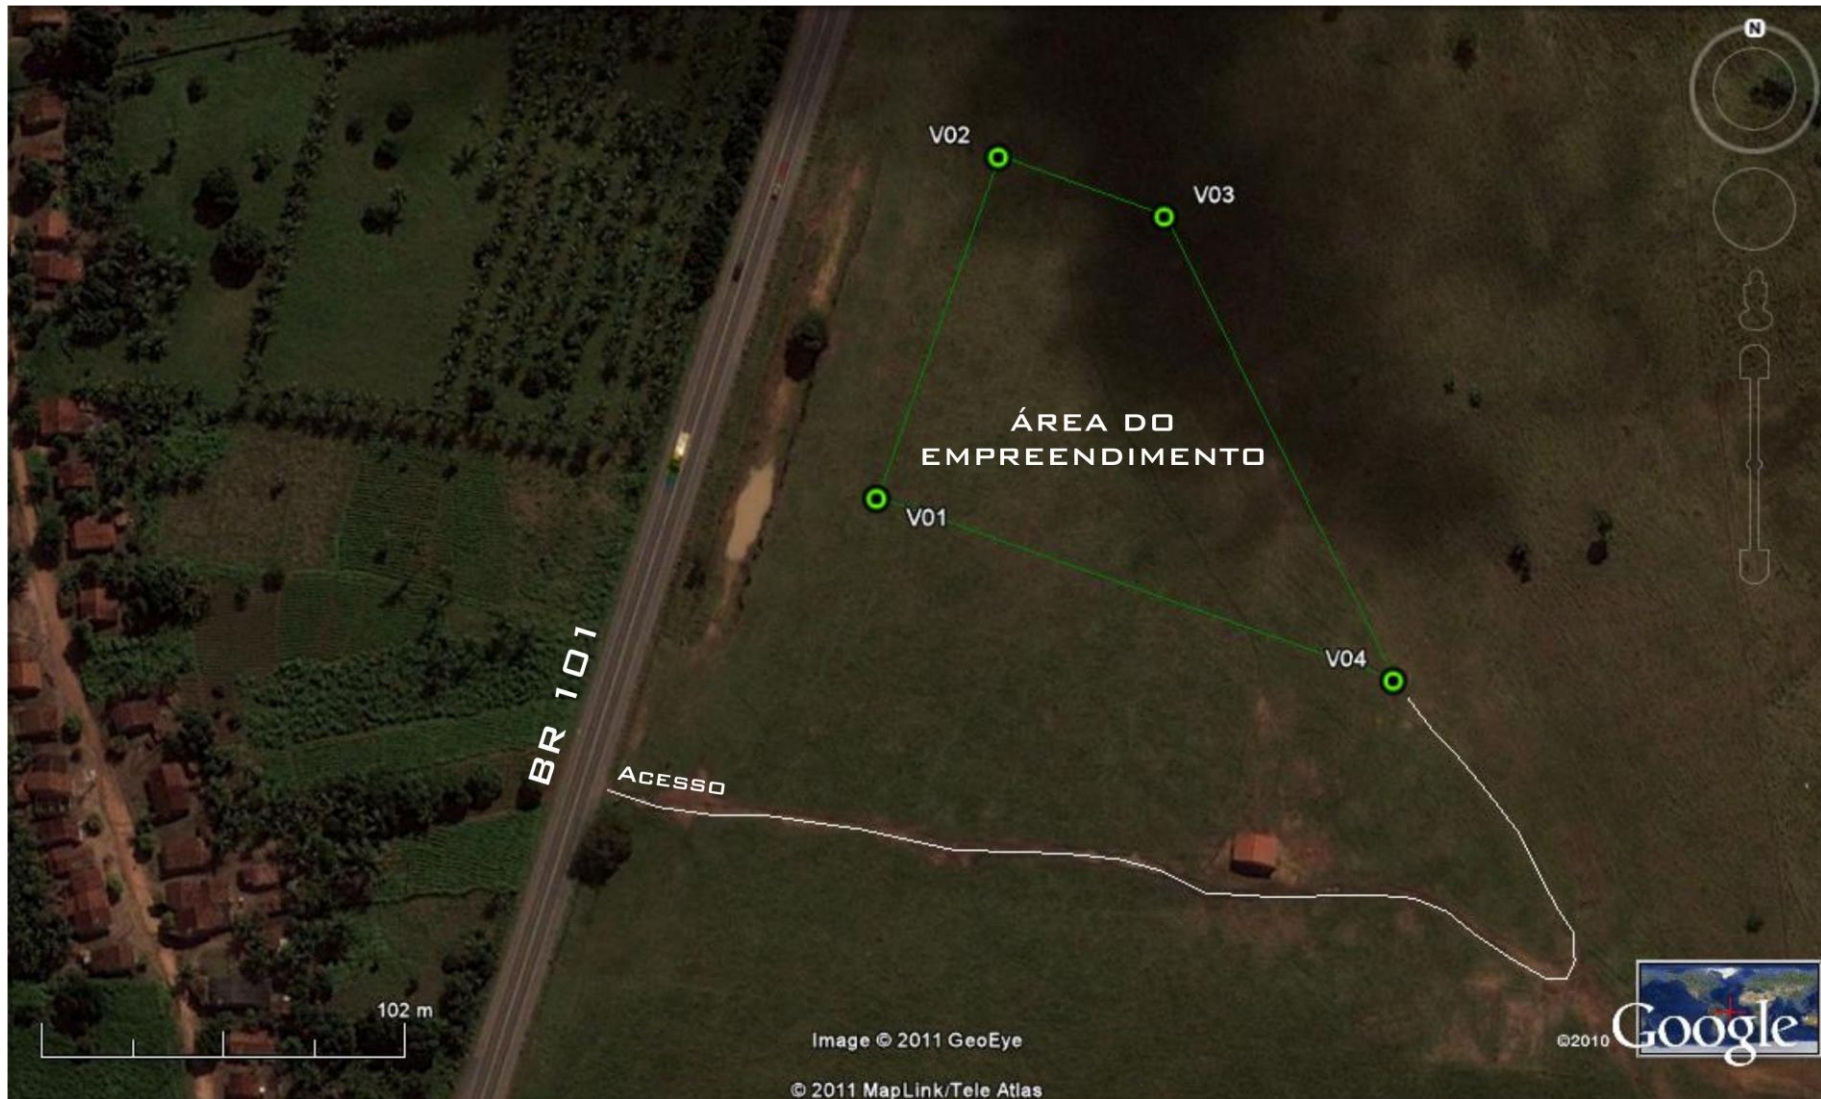 N
V02
V03
ÁREA DO
EMPREENDIMENTO
V01
V04
BR 101
ACESSO
102 m
Image © 2011 GeoEye
©2010 Google
© 2011 MapLink/Tele Atlas